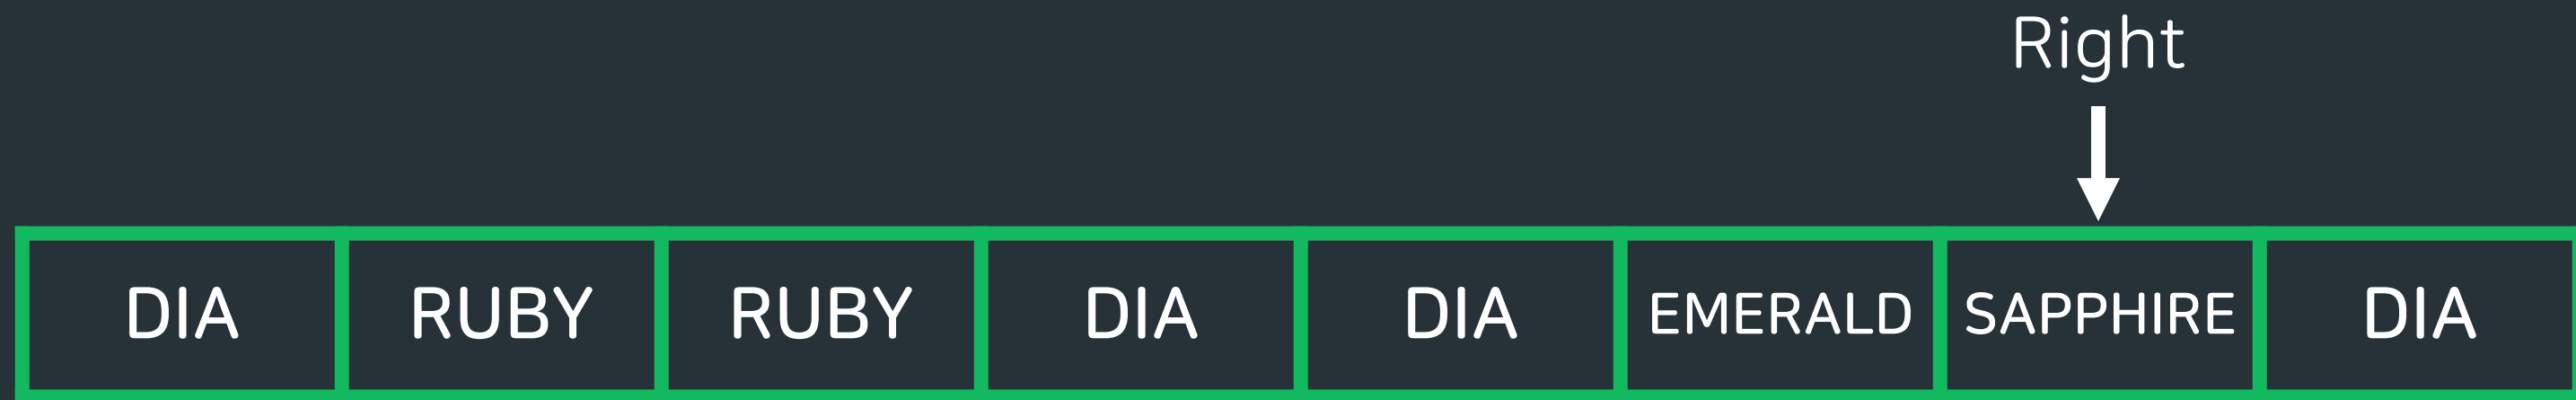 Right
DIA RUBY RUBY DIA DIA EMERALD SAPPHIRE DIA